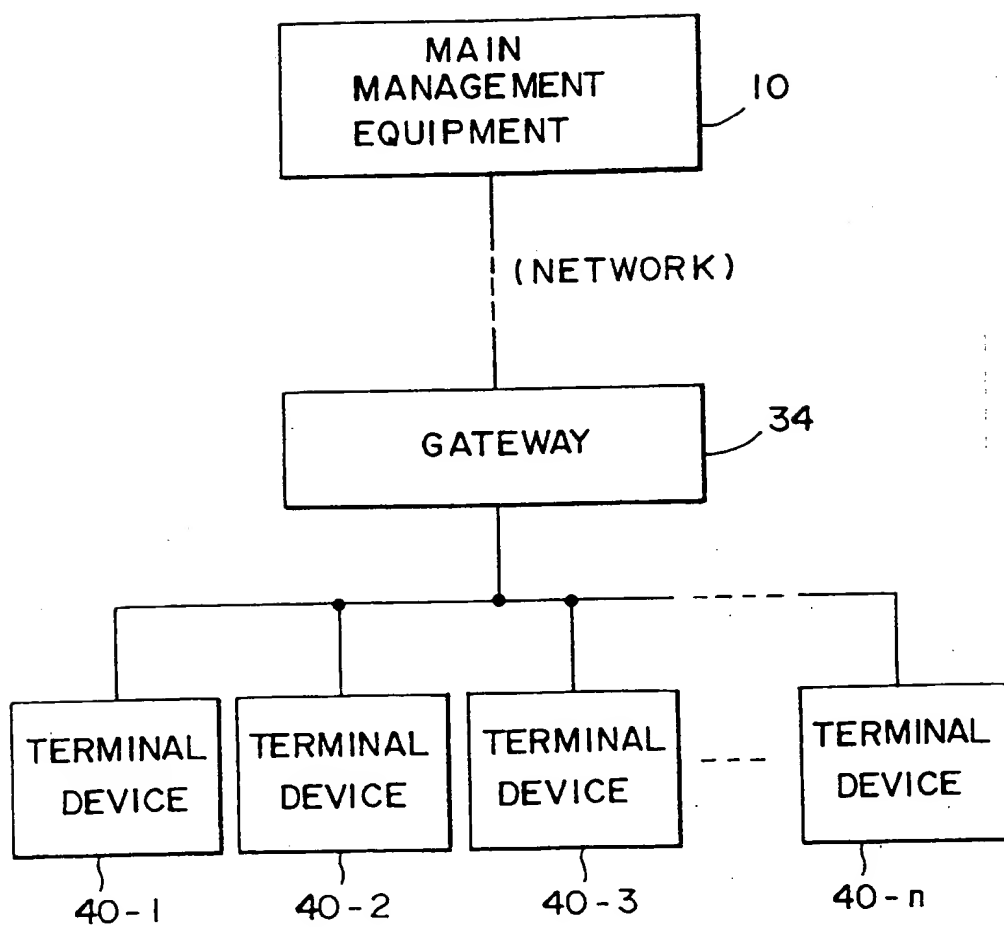 MAIN
MANAGEMENT
EQUIPMENT
10
(NETWORK)
GATEWAY
34
TERMINAL
DEVICE
TERMINAL
DEVICE
TERMINAL
DEVICE
TERMINAL
DEVICE
40-1
40-2
40-3
40-n